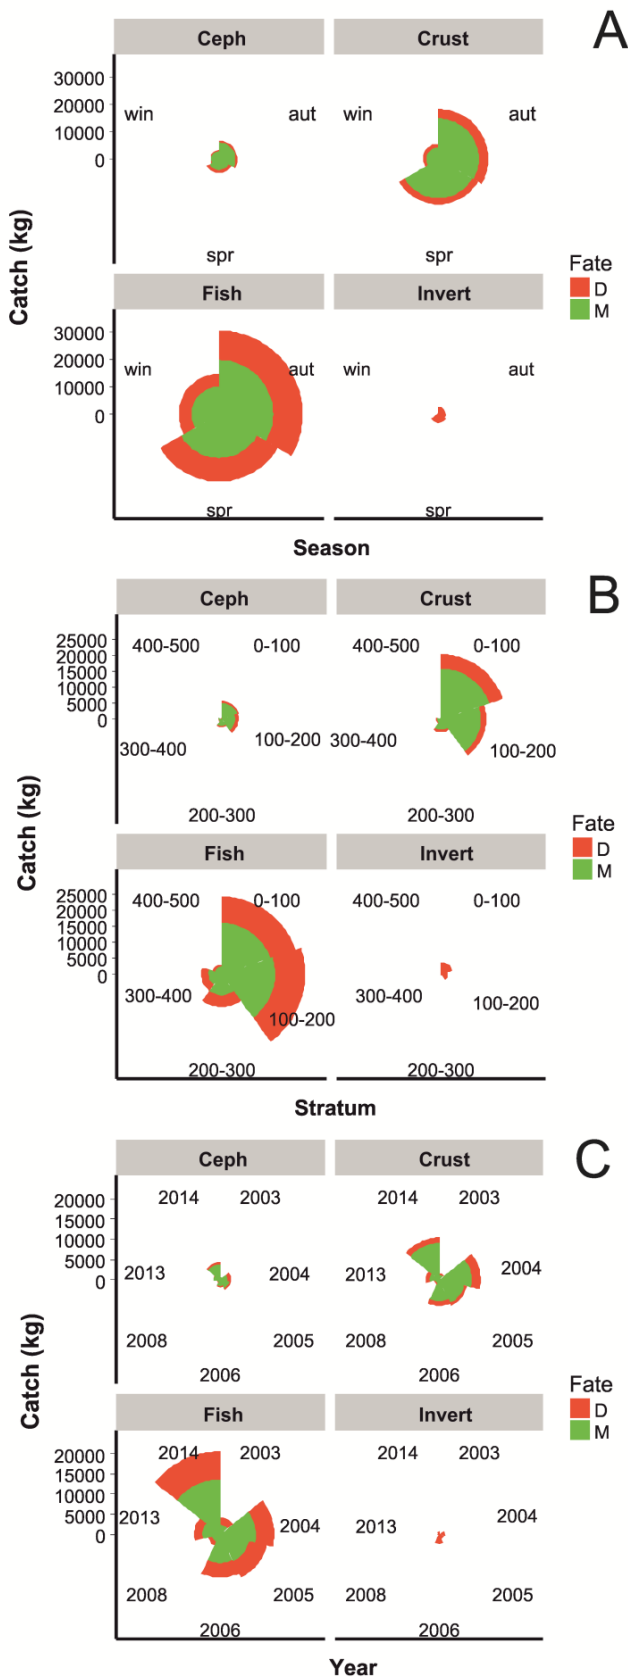 A
Ceph Crust
30000
20000
10000
0
win aut win aut
spr spr
Fish Invert
30000
20000
10000
0
win aut win aut
spr spr
Catch (kg)
Season
Fate
D
M
B
Ceph Crust
25000
20000
15000
10000
5000
0
400-500 0-100 400-500 0-100
300-400 100-200 300-400 100-200
200-300 200-300
Fish Invert
25000
20000
15000
10000
5000
0
400-500 0-100 400-500 0-100
300-400 100-200 300-400 100-200
200-300 200-300
Catch (kg)
Stratum
Fate
D
M
C
Ceph Crust
20000
15000
10000
5000
0
2014 2003 2014 2003
2013 2004 2013 2004
2008 2005 2008 2005
2006 2006
Fish Invert
20000
15000
10000
5000
0
2014 2003 2014 2003
2013 2004 2013 2004
2008 2005 2008 2005
2006 2006
Catch (kg)
Year
Fate
D
M